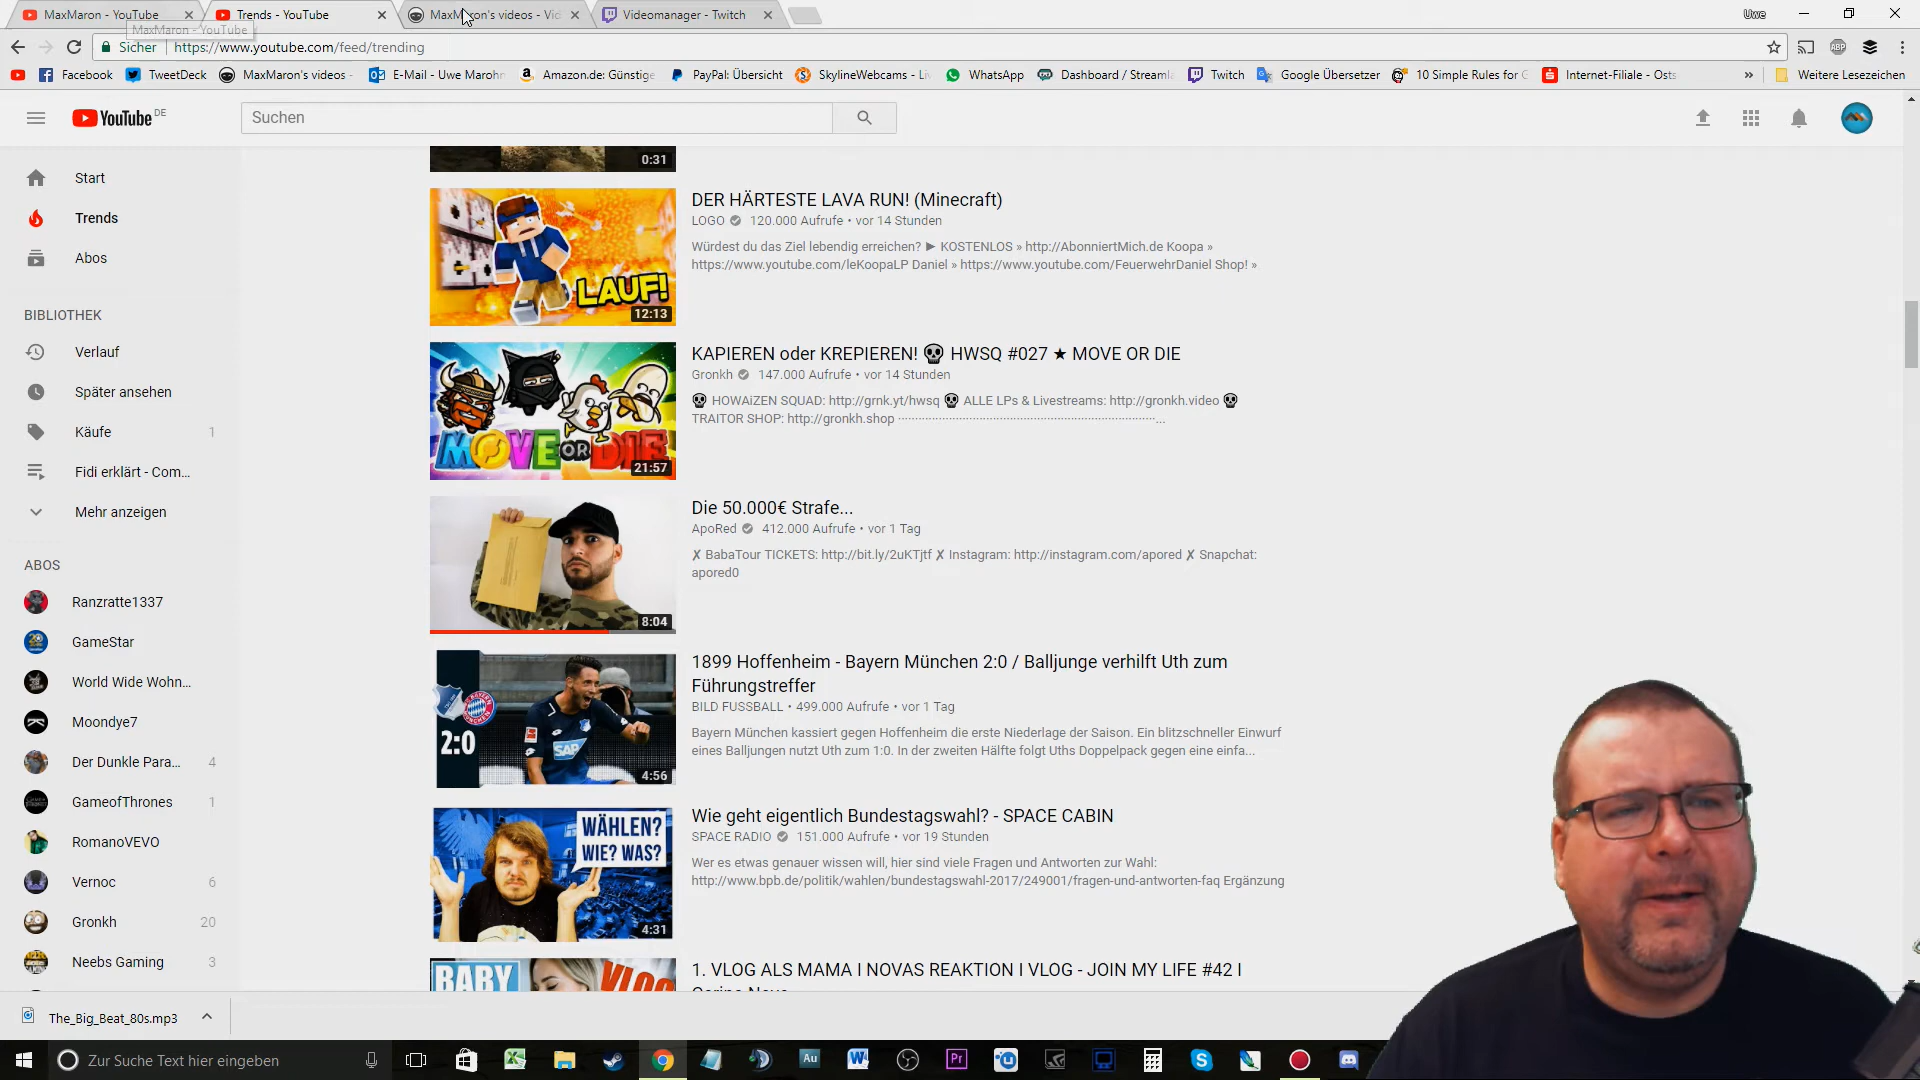 MaxMaron - YouTube
Trends - YouTube
MaxMaron's videos - Vid
Videomanager - Twitch
Uwe
MaxMaron - YouTube
Sicher
https://www.youtube.com/feed/trending
ABP
Facebook
TweetDeck
MaxMaron's videos -
E-Mail - Uwe Marohn
Amazon.de: Günstige
PayPal: Übersicht
SkylineWebcams - Li
WhatsApp
Dashboard / Streamla
Twitch
Google Übersetzer
10 Simple Rules for G
Internet-Filiale - Osts
»
Weitere Lesezeichen
YouTube DE
Suchen
Start
Trends
Abos
BIBLIOTHEK
Verlauf
Später ansehen
Käufe 1
Fidi erklärt - Com...
Mehr anzeigen
ABOS
Ranzratte1337
GameStar
World Wide Wohn...
Moondye7
Der Dunkle Para... 4
GameofThrones 1
RomanoVEVO
Vernoc 6
Gronkh 20
Neebs Gaming 3
0:31
LAUF!
12:13
DER HÄRTESTE LAVA RUN! (Minecraft)
LOGO 120.000 Aufrufe • vor 14 Stunden
Würdest du das Ziel lebendig erreichen? ► KOSTENLOS » http://AbonniertMich.de Koopa »
https://www.youtube.com/leKoopaLP Daniel » https://www.youtube.com/FeuerwehrDaniel Shop! »
MOVE OR DIE
21:57
KAPIEREN oder KREPIEREN! 💀 HWSQ #027 ★ MOVE OR DIE
Gronkh 147.000 Aufrufe • vor 14 Stunden
💀 HOWAiZEN SQUAD: http://grnk.yt/hwsq 💀 ALLE LPs & Livestreams: http://gronkh.video 💀
TRAITOR SHOP: http://gronkh.shop ...
8:04
Die 50.000€ Strafe...
ApoRed 412.000 Aufrufe • vor 1 Tag
✗ BabaTour TICKETS: http://bit.ly/2uKTjtf ✗ Instagram: http://instagram.com/apored ✗ Snapchat:
apored0
2:0
SAP
4:56
1899 Hoffenheim - Bayern München 2:0 / Balljunge verhilft Uth zum
Führungstreffer
BILD FUSSBALL • 499.000 Aufrufe • vor 1 Tag
Bayern München kassiert gegen Hoffenheim die erste Niederlage der Saison. Ein blitzschneller Einwurf
eines Balljungen nutzt Uth zum 1:0. In der zweiten Hälfte folgt Uths Doppelpack gegen eine einfa...
WÄHLEN?
WIE? WAS?
4:31
Wie geht eigentlich Bundestagswahl? - SPACE CABIN
SPACE RADIO 151.000 Aufrufe • vor 19 Stunden
Wer es etwas genauer wissen will, hier sind viele Fragen und Antworten zur Wahl:
http://www.bpb.de/politik/wahlen/bundestagswahl-2017/249001/fragen-und-antworten-faq Ergänzung
BABY VLOG
1. VLOG ALS MAMA I NOVAS REAKTION I VLOG - JOIN MY LIFE #42 I
The_Big_Beat_80s.mp3
Zur Suche Text hier eingeben
Au
Pr